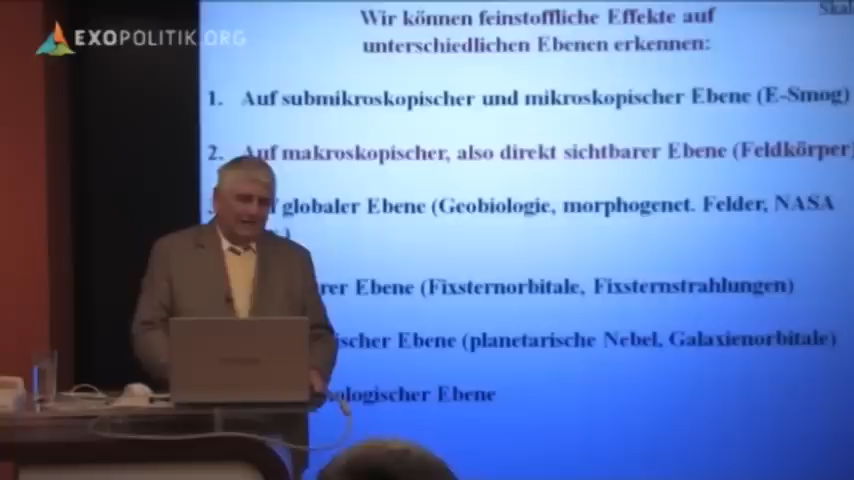 EXOPOLITIK.ORG
Skal
Wir können feinstoffliche Effekte auf
unterschiedlichen Ebenen erkennen:
1. Auf submikroskopischer und mikroskopischer Ebene (E-Smog)
2. Auf makroskopischer, also direkt sichtbarer Ebene (Feldkörper)
globaler Ebene (Geobiologie, morphogenet. Felder, NASA
rer Ebene (Fixsternorbitale, Fixsternstrahlungen)
ischer Ebene (planetarische Nebel, Galaxienorbitale)
ologischer Ebene